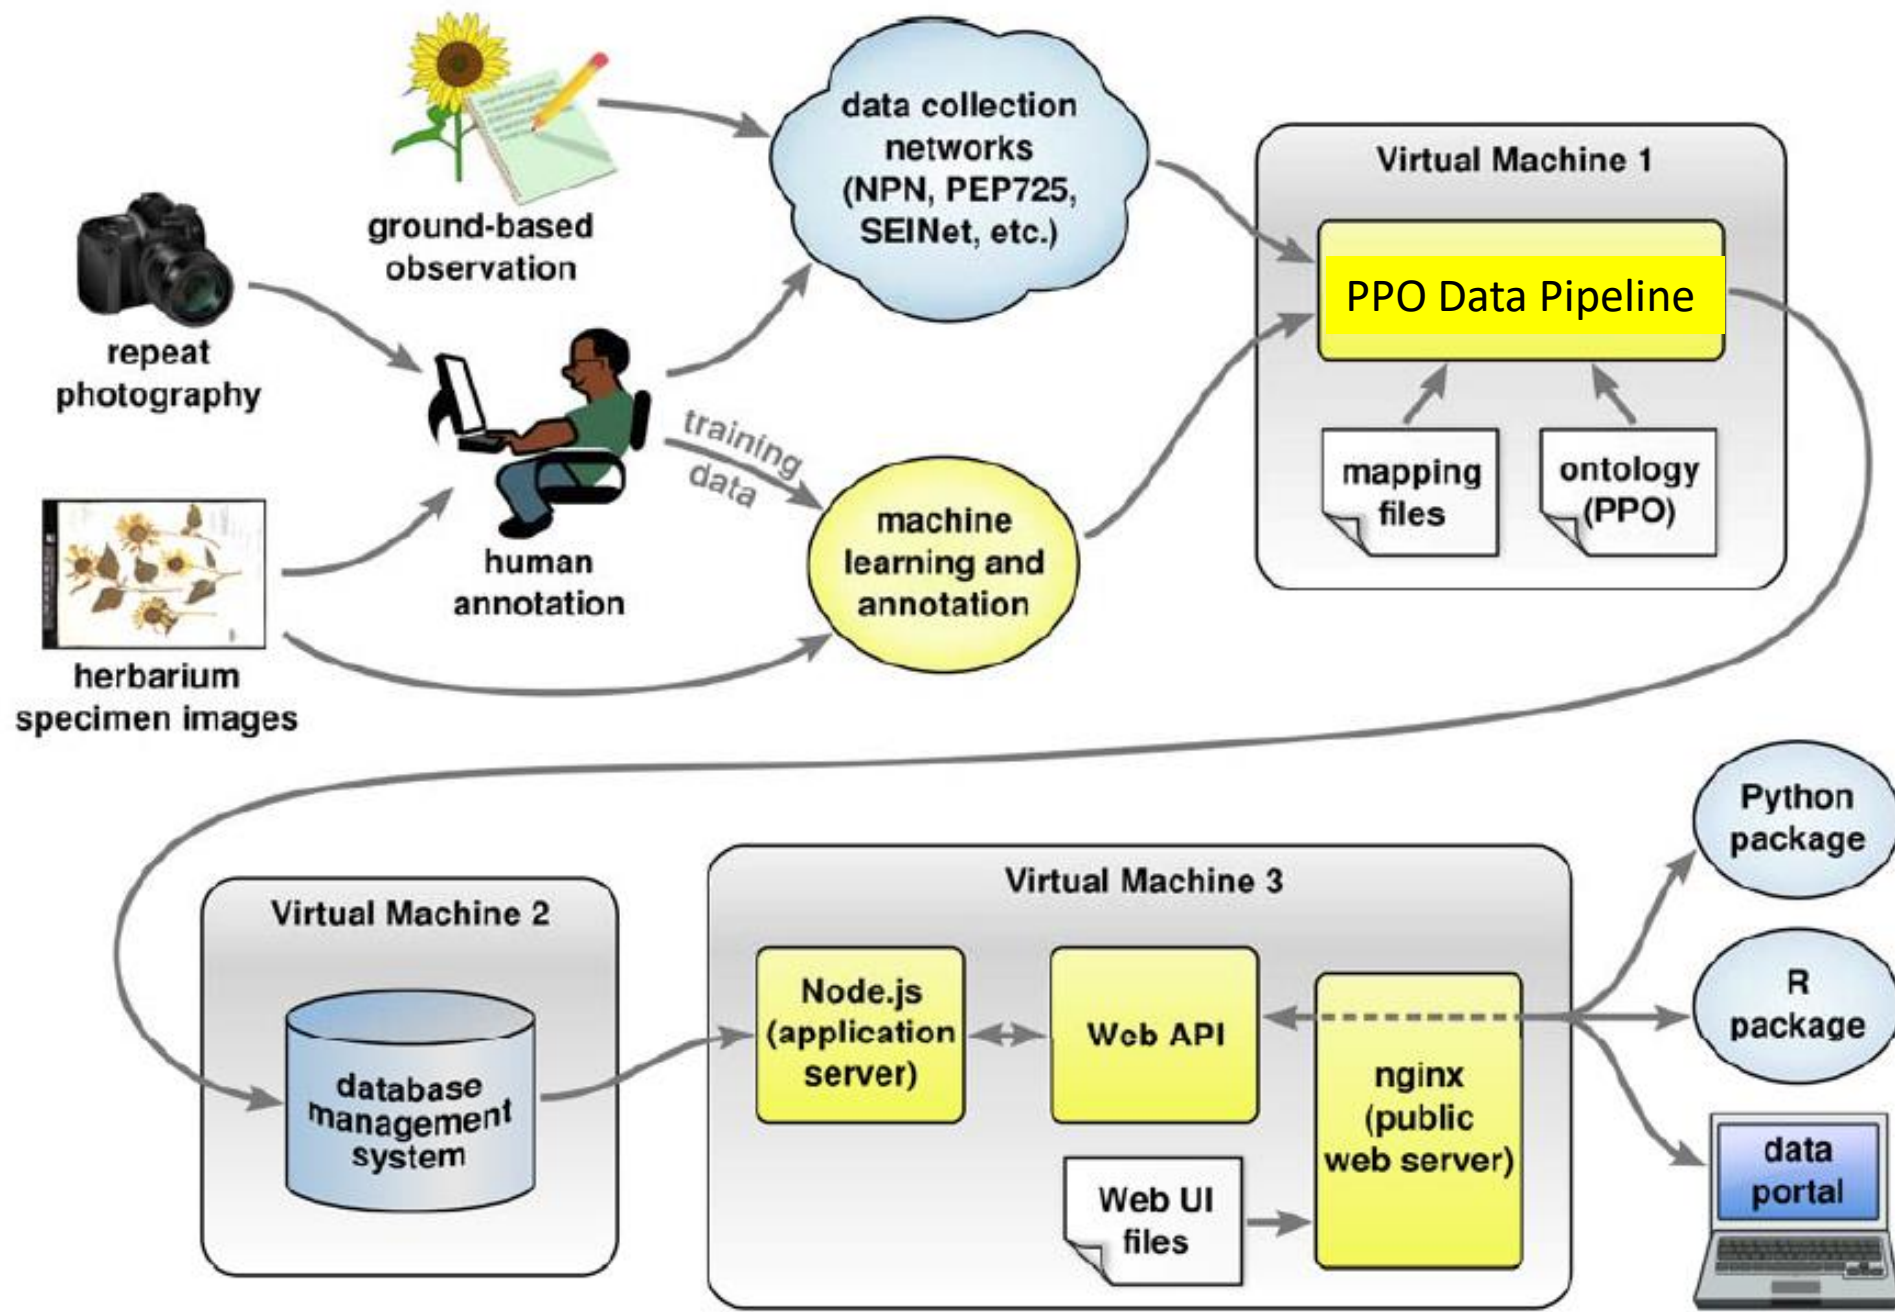 data collection
networks
(NPN, PEP725,
SEINet, etc.)
ground-based
observation
repeat
photography
human
annotation
training
data
machine
learning and
annotation
herbarium
specimen images
Virtual Machine 1
PPO Data Pipeline
mapping
files
ontology
(PPO)
Virtual Machine 2
database
management
system
Virtual Machine 3
Node.js
(application
server)
Web API
nginx
(public
web server)
Web UI
files
Python
package
R
package
data
portal